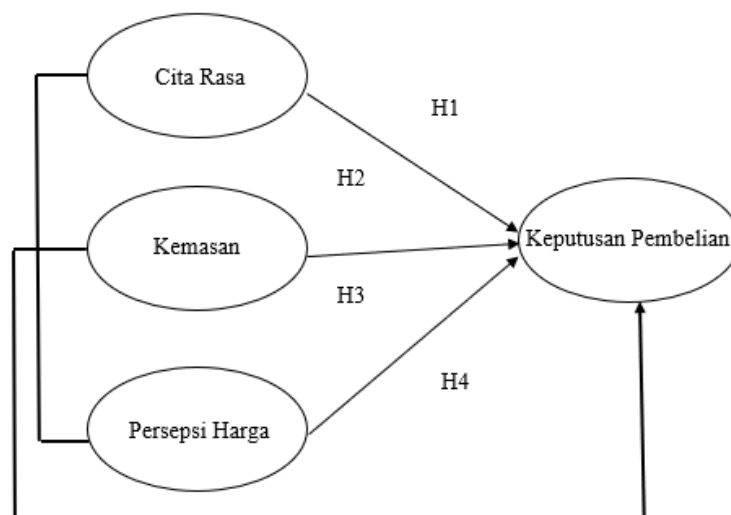 Cita Rasa
H1
H2
Keputusan Pembelian
Kemasan
H3
H4
Persepsi Harga